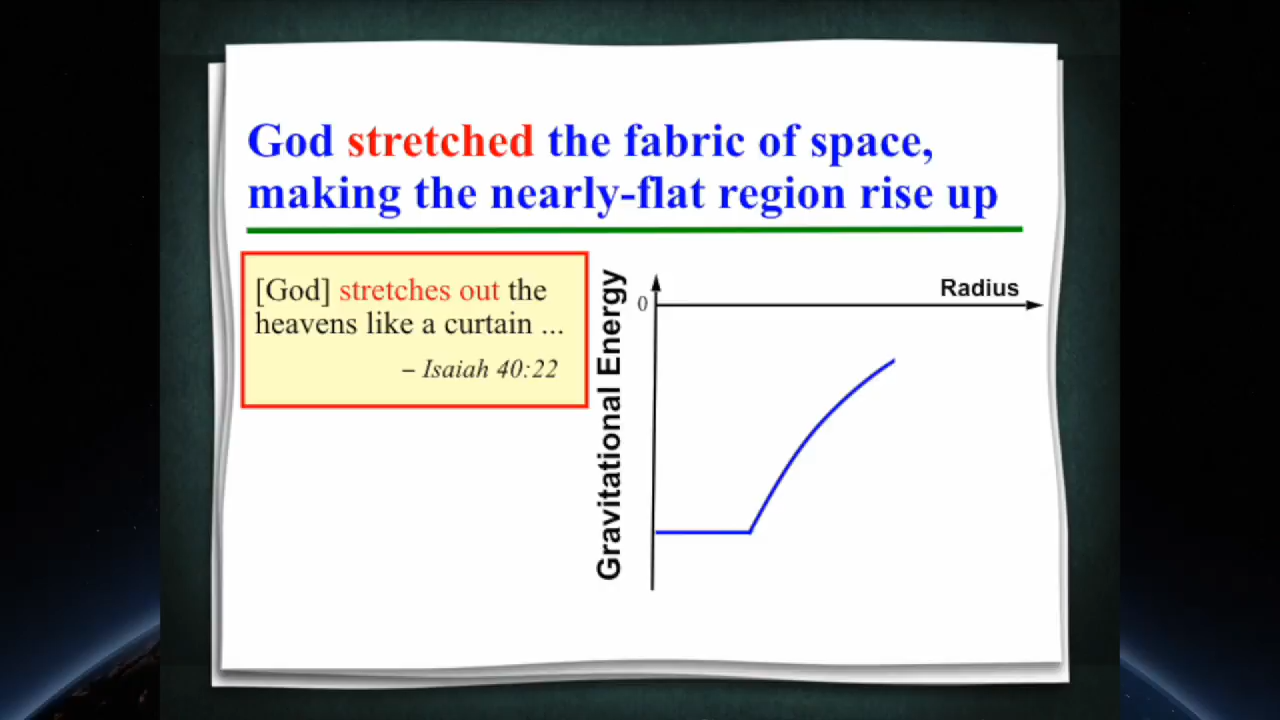 God stretched the fabric of space,
making the nearly-flat region rise up
[God] stretches out the
heavens like a curtain ...
– Isaiah 40:22
Gravitational Energy
0
Radius